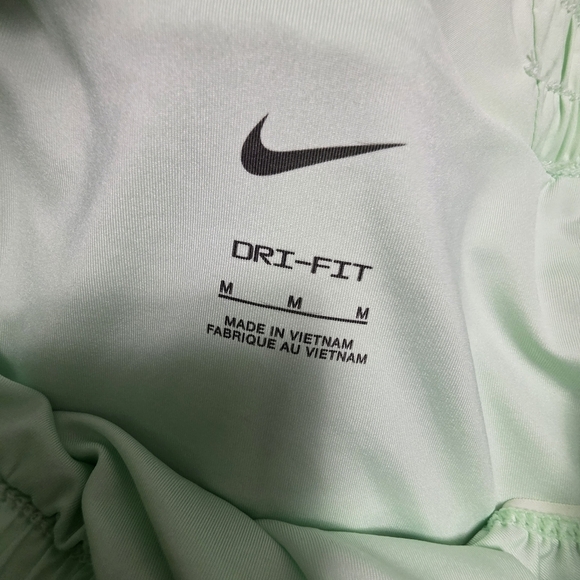 DRI-FIT
M M M
MADE IN VIETNAM
FABRIQUE AU VIETNAM